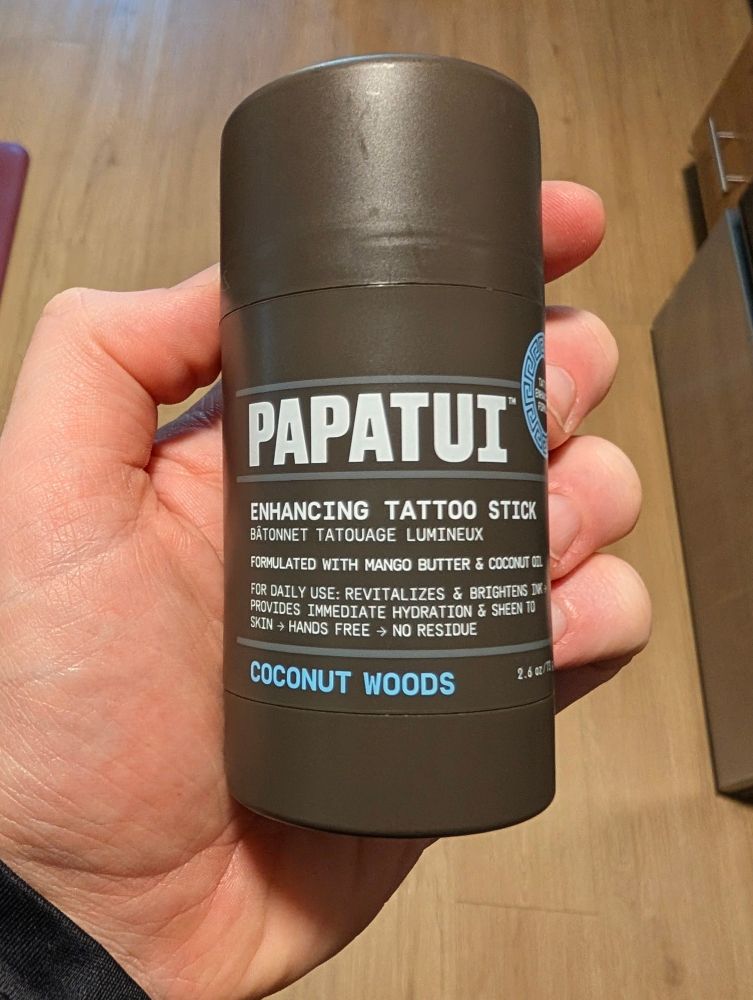 PAPATUI™
ENHANCING TATTOO STICK
BÂTONNET TATOUAGE LUMINEUX
FORMULATED WITH MANGO BUTTER & COCONUT OIL
FOR DAILY USE: REVITALIZES & BRIGHTENS INK →
PROVIDES IMMEDIATE HYDRATION & SHEEN TO
SKIN → HANDS FREE → NO RESIDUE
COCONUT WOODS
2.6 oz/